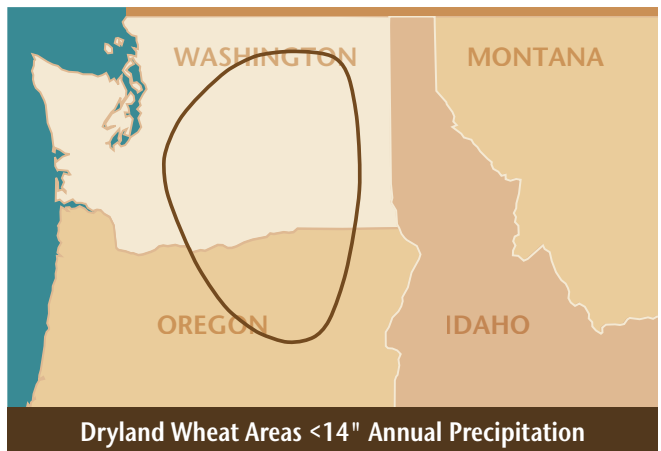 WASHINGTON
MONTANA
OREGON
IDAHO
Dryland Wheat Areas <14" Annual Precipitation